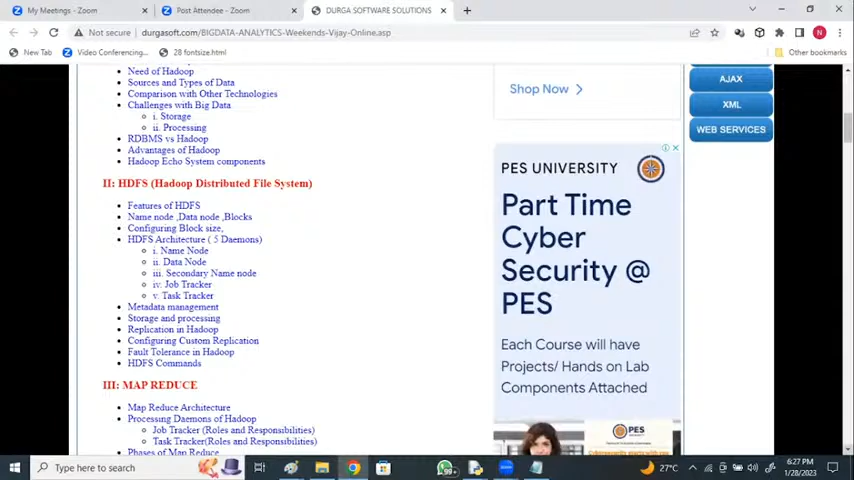 My Meetings - Zoom
Post Attendee - Zoom
DURGA SOFTWARE SOLUTIONS
Not secure
durgasoft.com/BIGDATA-ANALYTICS-Weekends-Vijay-Online.asp
New Tab
Video Conferencing...
28 fontsize.html
Other bookmarks
Need of Hadoop
Sources and Types of Data
Comparison with Other Technologies
Challenges with Big Data
i. Storage
ii. Processing
RDBMS vs Hadoop
Advantages of Hadoop
Hadoop Echo System components
II: HDFS (Hadoop Distributed File System)
Features of HDFS
Name node ,Data node ,Blocks
Configuring Block size,
HDFS Architecture ( 5 Daemons)
i. Name Node
ii. Data Node
iii. Secondary Name node
iv. Job Tracker
v. Task Tracker
Metadata management
Storage and processing
Replication in Hadoop
Configuring Custom Replication
Fault Tolerance in Hadoop
HDFS Commands
III: MAP REDUCE
Map Reduce Architecture
Processing Daemons of Hadoop
Job Tracker (Roles and Responsibilities)
Task Tracker(Roles and Responsibilities)
Phases of Map Reduce
Shop Now
PES UNIVERSITY
Part Time
Cyber
Security @
PES
Each Course will have
Projects/ Hands on Lab
Components Attached
PES
AJAX
XML
WEB SERVICES
Type here to search
99+
27°C
6:27 PM
1/28/2023